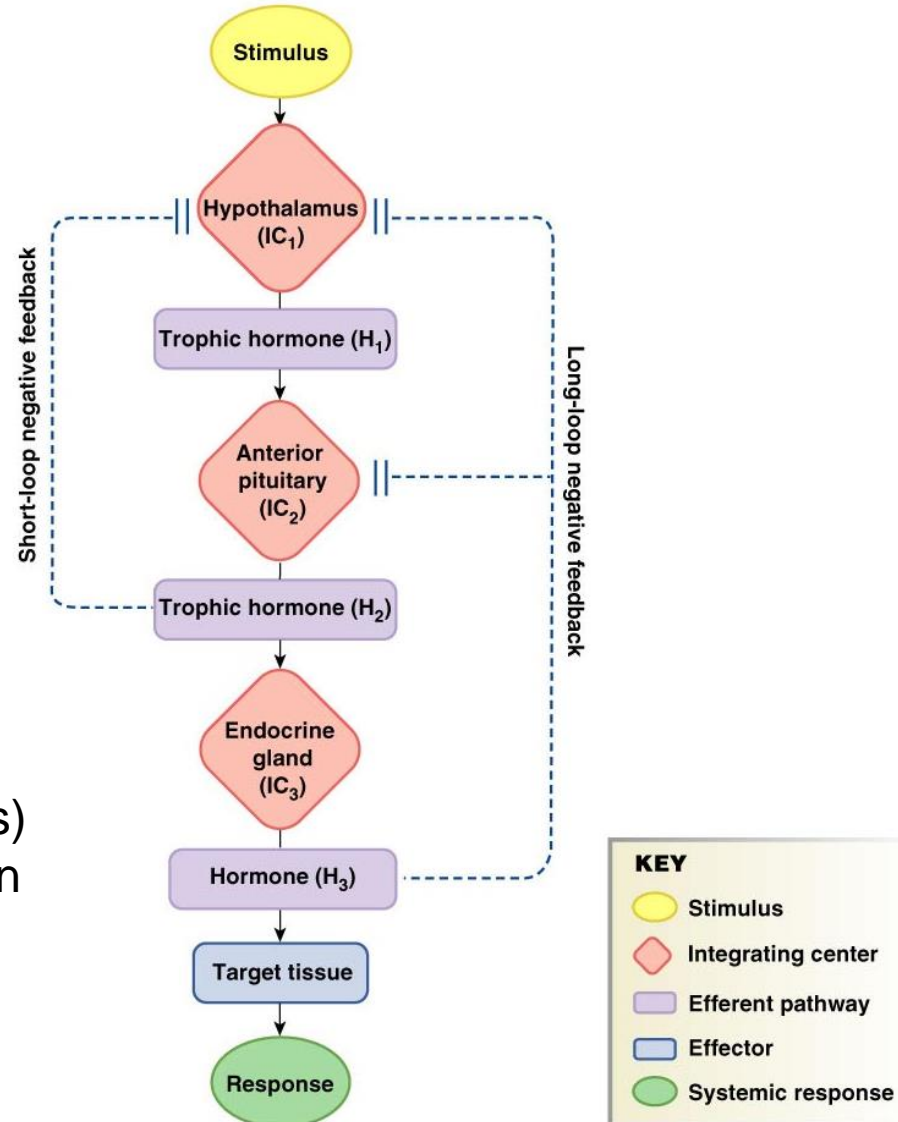 Stimulus
Hypothalamus
(IC₁)
Short-loop negative feedback
Trophic hormone (H₁)
Long-loop negative feedback
Anterior
pituitary
(IC₂)
Trophic hormone (H₂)
Endocrine
gland
(IC₃)
s)
n
Hormone (H₃)
Target tissue
Response
KEY
Stimulus
Integrating center
Efferent pathway
Effector
Systemic response